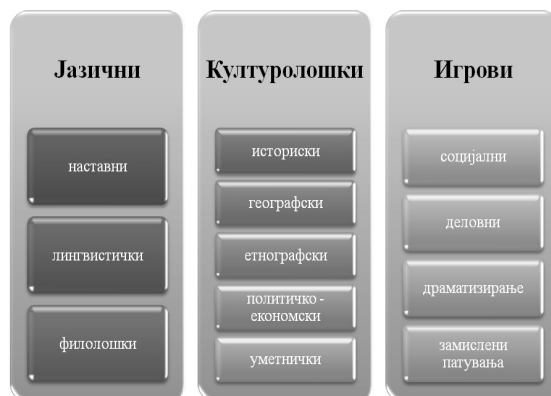 Јазични
наставни
лингвистички
филолошки
Културолошки
историски
географски
етнографски
политичко -
економски
уметнички
Игрови
социјални
деловни
драматизирање
замислени
патувања